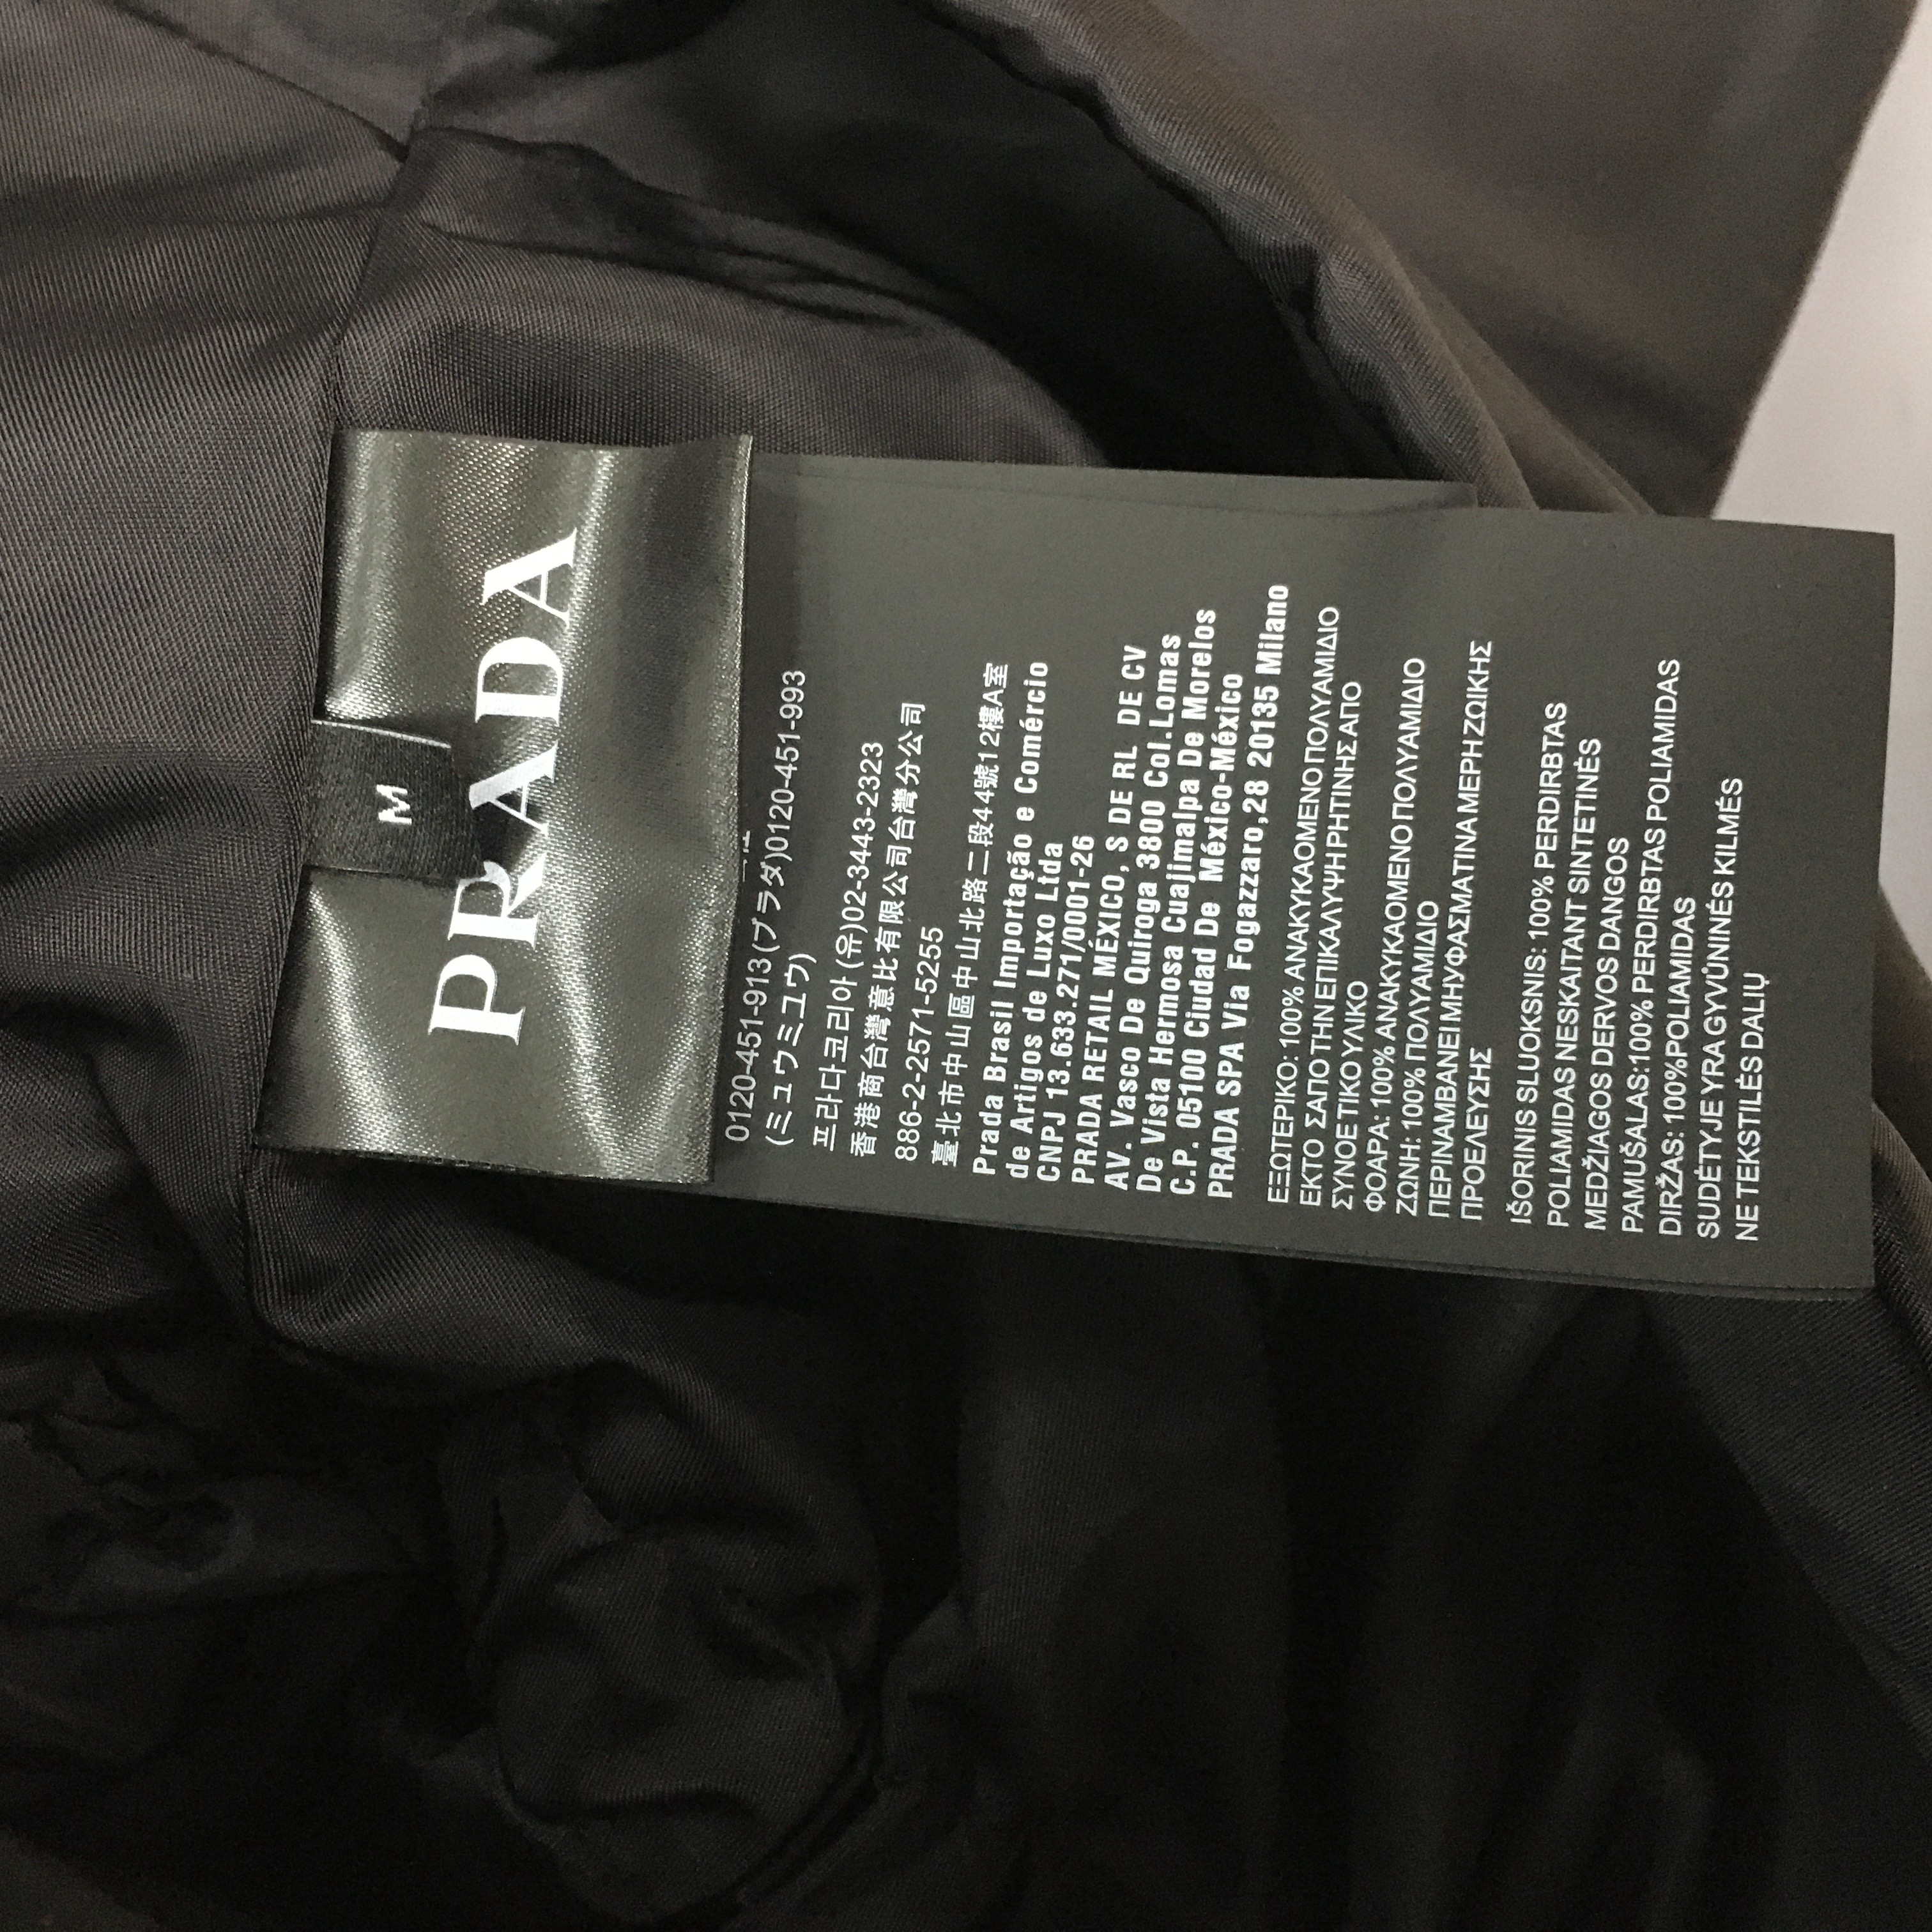 M
PRADA
0120-451-913(プラダ)0120-451-993
(ミュウミュウ)
프라다코리아(유)02-3443-2323
香港商台灣意比有限公司台灣分公司
886-2-2571-5255
臺北市中山區中山北路二段44號12樓A室
Prada Brasil Importação e Comércio
de Artigos de Luxo Ltda
CNPJ 13.633.271/0001-26
PRADA RETAIL MÉXICO, S DE RL DE CV
AV. Vasco De Quiroga 3800 Col.Lomas
De Vista Hermosa Cuajimalpa De Morelos
C.P. 05100 Ciudad De México-México
PRADA SPA Via Fogazzaro,28 20135 Milano
ΕΞΩΤΕΡΙΚΟ: 100% ΑΝΑΚΥΚΛΩΜΕΝΟ ΠΟΛΥΑΜΙΔΙΟ
ΕΚΤΟ ΣΑΠΟ ΤΗΝ ΕΠΙΚΑΛΥΨΗ ΡΗΤΙΝΗΣ ΑΠΟ
ΣΥΝΘΕΤΙΚΟ ΥΛΙΚΟ
ΦΟΔΡΑ: 100% ΑΝΑΚΥΚΛΩΜΕΝΟ ΠΟΛΥΑΜΙΔΙΟ
ΖΩΝΗ: 100% ΠΟΛΥΑΜΙΔΙΟ
ΠΕΡΙΛΑΜΒΑΝΕΙ ΜΗ ΥΦΑΣΜΑΤΙΝΑ ΜΕΡΗ ΖΩΙΚΗΣ
ΠΡΟΕΛΕΥΣΗΣ
IŠORINIS SLUOKSNIS: 100% PERDIRBTAS
POLIAMIDAS NESKAITANT SINTETINĖS
MEDŽIAGOS DERVOS DANGOS
PAMUŠALAS:100% PERDIRBTAS POLIAMIDAS
DIRŽAS: 100%POLIAMIDAS
SUDĖTYJE YRA GYVŪNINĖS KILMĖS
NE TEKSTILĖS DALIŲ